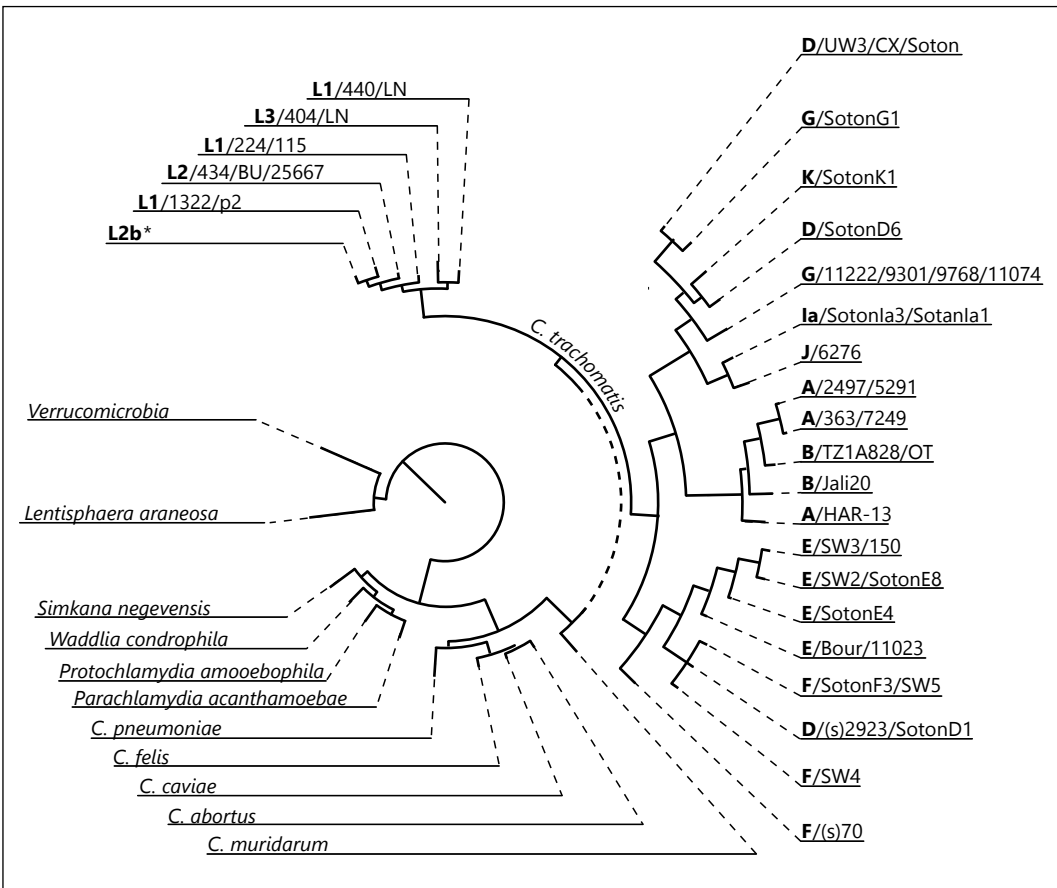 L1/440/LN
L3/404/LN
L1/224/115
L2/434/BU/25667
L1/1322/p2
L2b*
C. trachomatis
Verrucomicrobia
Lentisphaera araneosa
Simkana negevensis
Waddlia condrophila
Protochlamydia amooebophila
Parachlamydia acanthamoebae
C. pneumoniae
C. felis
C. caviae
C. abortus
C. muridarum
D/UW3/CX/Soton
G/SotonG1
K/SotonK1
D/SotonD6
G/11222/9301/9768/11074
Ia/SotonIa3/SotanIa1
J/6276
A/2497/5291
A/363/7249
B/TZ1A828/OT
B/Jali20
A/HAR-13
E/SW3/150
E/SW2/SotonE8
E/SotonE4
E/Bour/11023
F/SotonF3/SW5
D/(s)2923/SotonD1
F/SW4
F/(s)70